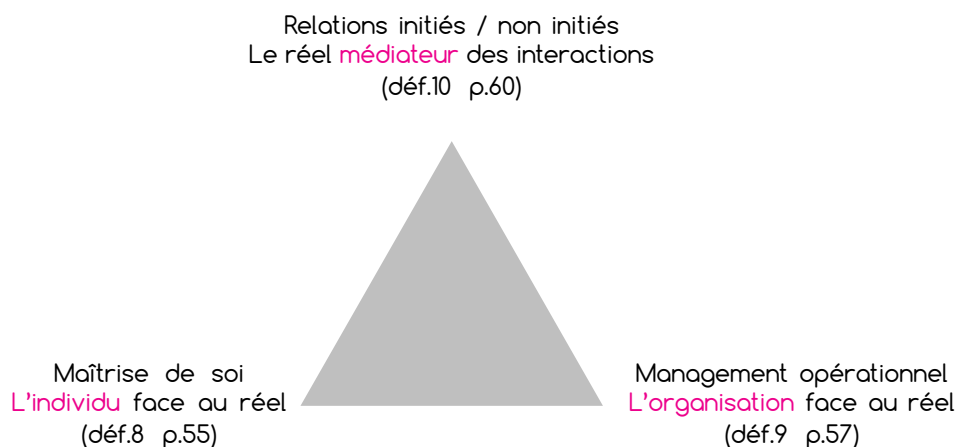 Relations initiés / non initiés
Le réel médiateur des interactions
(déf.10 p.60)
Maîtrise de soi
L'individu face au réel
(déf.8 p.55)
Management opérationnel
L'organisation face au réel
(déf.9 p.57)